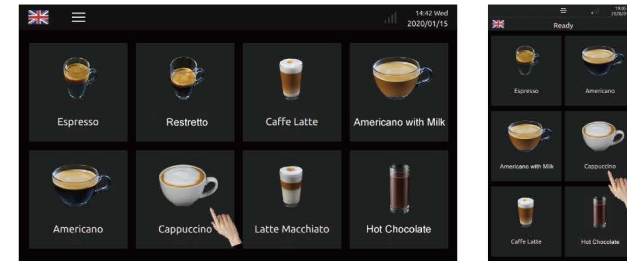 14:42 Wed
2020/01/15
Espresso
Restretto
Caffe Latte
Americano with Milk
Americano
Cappuccino
Latte Macchiato
Hot Chocolate
Ready
Espresso
Americano
Americano with Milk
Cappuccino
Caffe Latte
Hot Chocolate